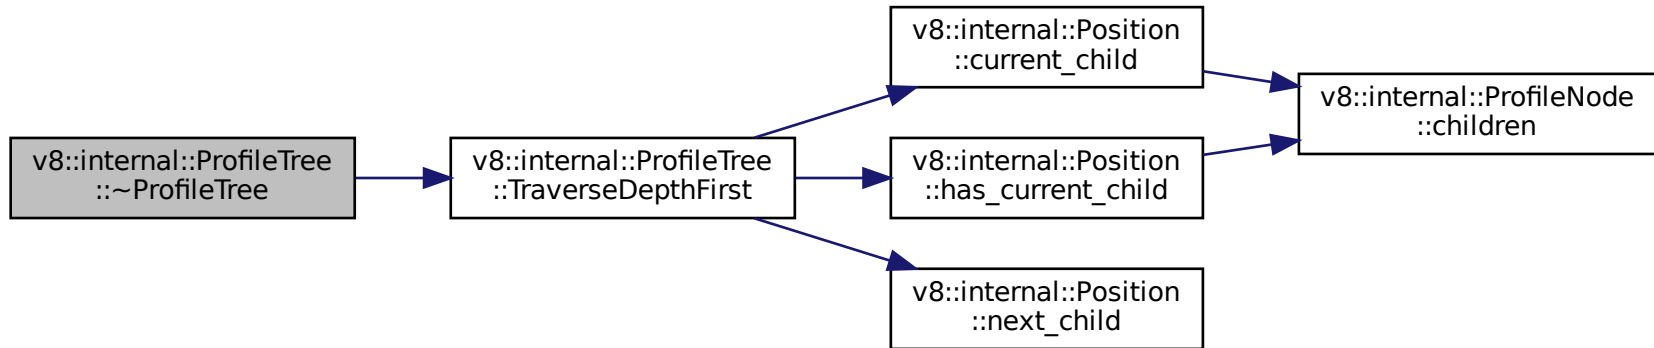 v8::internal::ProfileTree
::~ProfileTree
v8::internal::ProfileTree
::TraverseDepthFirst
v8::internal::Position
::current_child
v8::internal::Position
::has_current_child
v8::internal::Position
::next_child
v8::internal::ProfileNode
::children